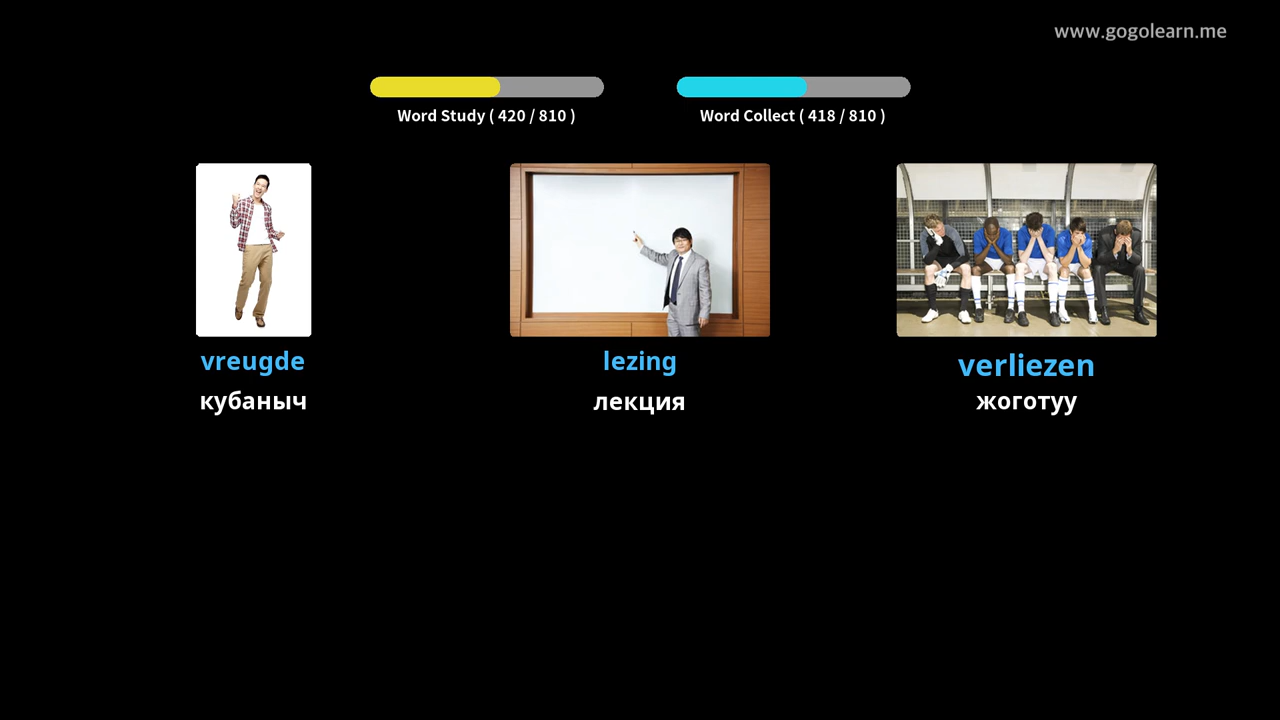 www.gogolearn.me
Word Study ( 420 / 810 )
Word Collect ( 418 / 810 )
vreugde
lezing
verliezen
кубаныч
лекция
жоготуу